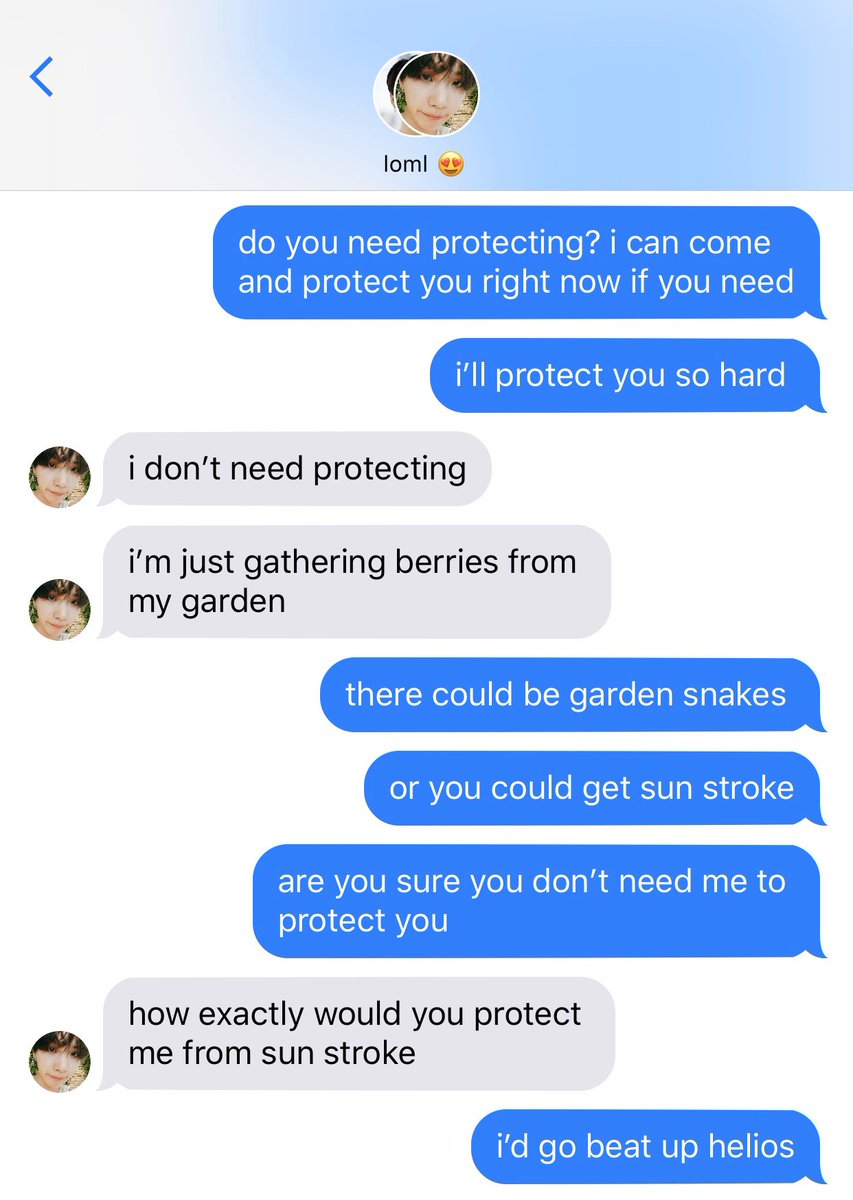 loml 😍
do you need protecting? i can come
and protect you right now if you need
i’ll protect you so hard
i don’t need protecting
i’m just gathering berries from
my garden
there could be garden snakes
or you could get sun stroke
are you sure you don’t need me to
protect you
how exactly would you protect
me from sun stroke
i’d go beat up helios